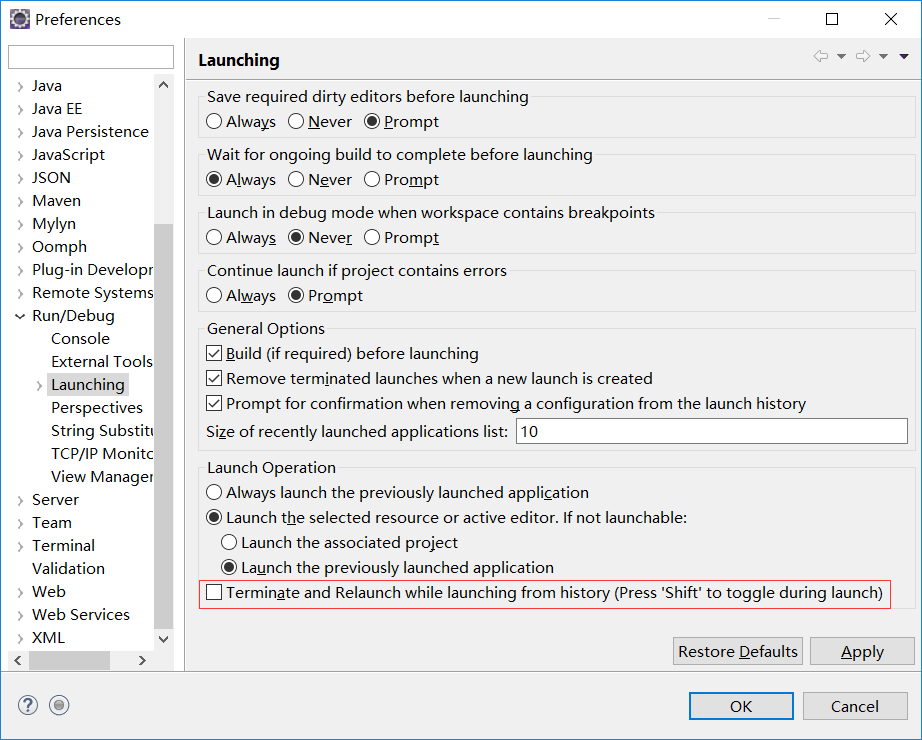 Preferences
Java
Java EE
Java Persistence
JavaScript
JSON
Maven
Mylyn
Oomph
Plug-in Developr
Remote Systems
Run/Debug
Console
External Tools
Launching
Perspectives
String Substitu
TCP/IP Monitc
View Manager
Server
Team
Terminal
Validation
Web
Web Services
XML
Launching
Save required dirty editors before launching
Always Never Prompt
Wait for ongoing build to complete before launching
Always Never Prompt
Launch in debug mode when workspace contains breakpoints
Always Never Prompt
Continue launch if project contains errors
Always Prompt
General Options
Build (if required) before launching
Remove terminated launches when a new launch is created
Prompt for confirmation when removing a configuration from the launch history
Size of recently launched applications list: 10
Launch Operation
Always launch the previously launched application
Launch the selected resource or active editor. If not launchable:
Launch the associated project
Launch the previously launched application
Terminate and Relaunch while launching from history (Press 'Shift' to toggle during launch)
Restore Defaults Apply
? OK Cancel